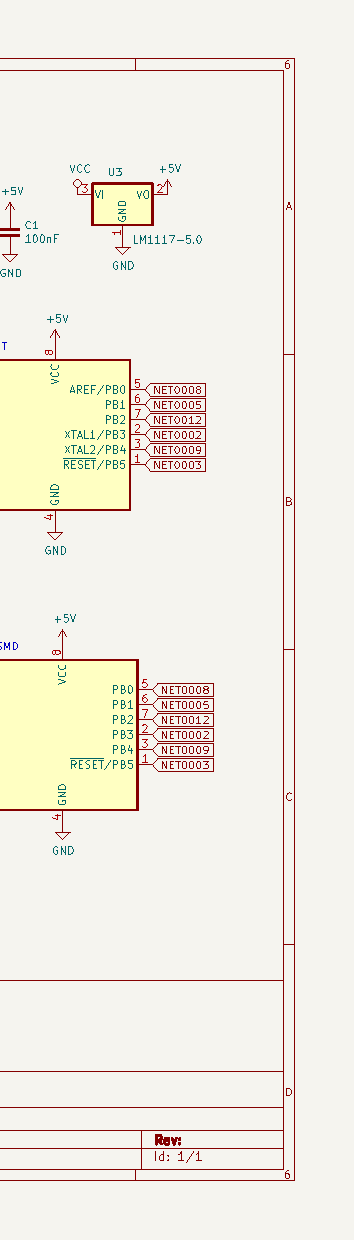 6
VCC
U3
+5V
3
VI
VO
2
GND
1
LM1117-5.0
GND
A
+5V
C1
100nF
GND
+5V
T
8
VCC
AREF/PB0
5
NET0008
PB1
6
NET0005
PB2
7
NET0012
XTAL1/PB3
2
NET0002
XTAL2/PB4
3
NET0009
RESET/PB5
1
NET0003
GND
4
GND
B
+5V
SMD
8
VCC
PB0
5
NET0008
PB1
6
NET0005
PB2
7
NET0012
PB3
2
NET0002
PB4
3
NET0009
RESET/PB5
1
NET0003
GND
4
GND
C
D
Rev:
Id: 1/1
6